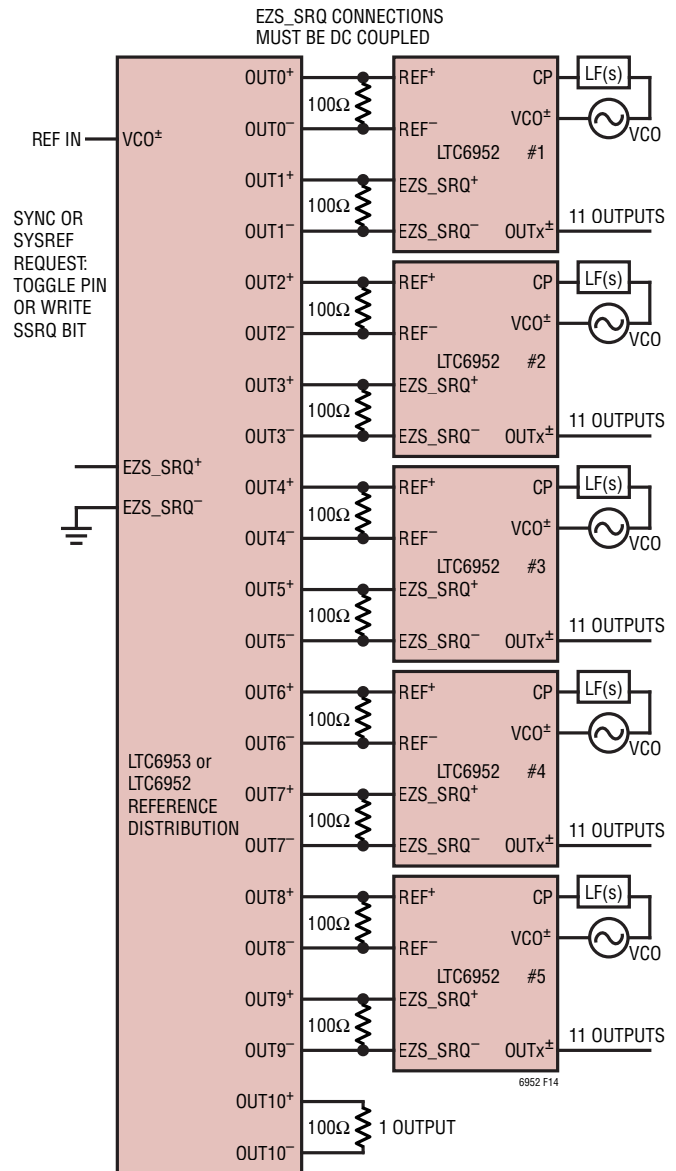 EZS_SRQ CONNECTIONS
MUST BE DC COUPLED
REF IN
VCO±
SYNC OR
SYSREF
REQUEST:
TOGGLE PIN
OR WRITE
SSRQ BIT
EZS_SRQ+
EZS_SRQ–
LTC6953 or
LTC6952
REFERENCE
DISTRIBUTION
OUT0+
100Ω
OUT0–
OUT1+
100Ω
OUT1–
OUT2+
100Ω
OUT2–
OUT3+
100Ω
OUT3–
OUT4+
100Ω
OUT4–
OUT5+
100Ω
OUT5–
OUT6+
100Ω
OUT6–
OUT7+
100Ω
OUT7–
OUT8+
100Ω
OUT8–
OUT9+
100Ω
OUT9–
OUT10+
100Ω
1 OUTPUT
OUT10–
REF+
CP
LF(s)
VCO±
VCO
REF–
LTC6952 #1
EZS_SRQ+
EZS_SRQ–
OUTx±
11 OUTPUTS
REF+
CP
LF(s)
VCO±
VCO
REF–
LTC6952 #2
EZS_SRQ+
EZS_SRQ–
OUTx±
11 OUTPUTS
REF+
CP
LF(s)
VCO±
VCO
REF–
LTC6952 #3
EZS_SRQ+
EZS_SRQ–
OUTx±
11 OUTPUTS
REF+
CP
LF(s)
VCO±
VCO
REF–
LTC6952 #4
EZS_SRQ+
EZS_SRQ–
OUTx±
11 OUTPUTS
REF+
CP
LF(s)
VCO±
VCO
REF–
LTC6952 #5
EZS_SRQ+
EZS_SRQ–
OUTx±
11 OUTPUTS
6952 F14